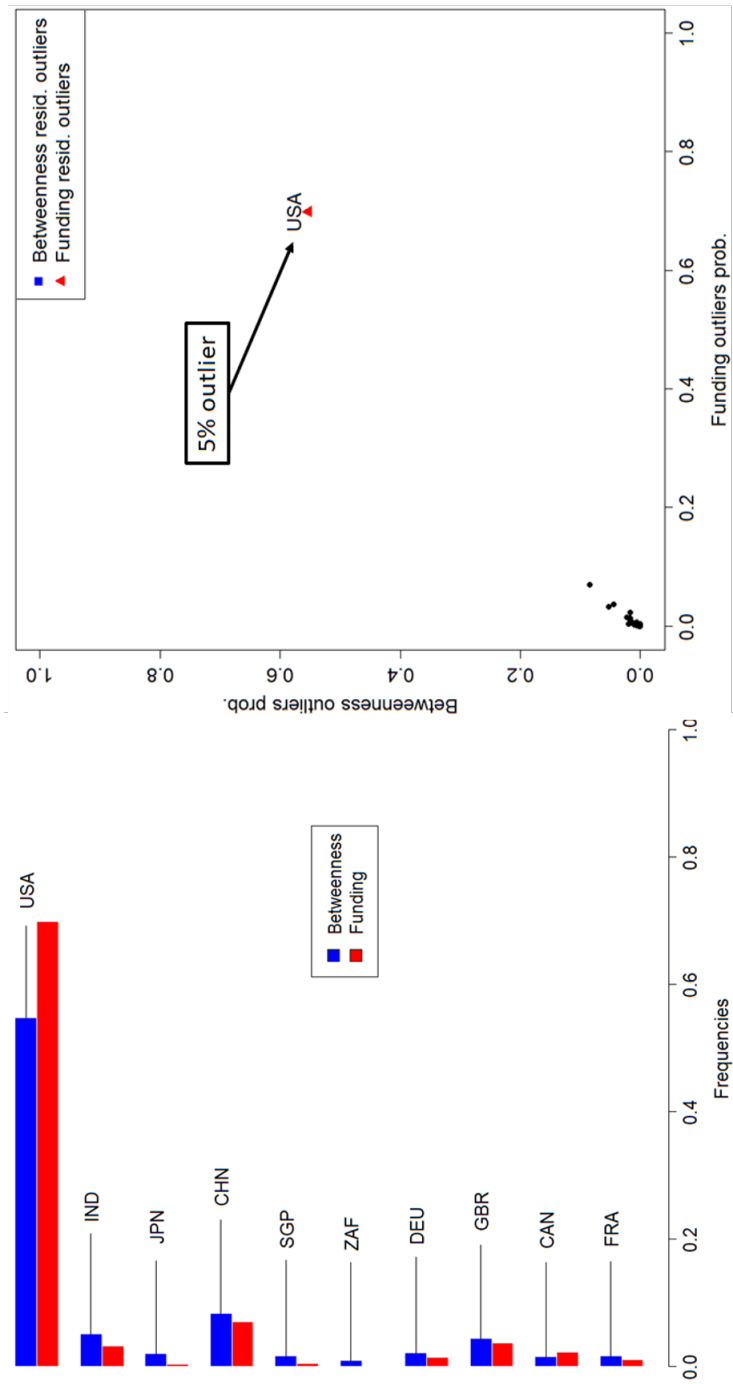 Betweenness resid. outliers
Funding resid. outliers
5% outlier
USA
Betweenness outliers prob.
0.0
0.2
0.4
0.6
0.8
1.0
0.0
0.2
0.4
0.6
0.8
1.0
Funding outliers prob.
USA
IND
JPN
CHN
SGP
ZAF
DEU
GBR
CAN
FRA
Betweenness
Funding
0.0
0.2
0.4
0.6
0.8
1.0
Frequencies